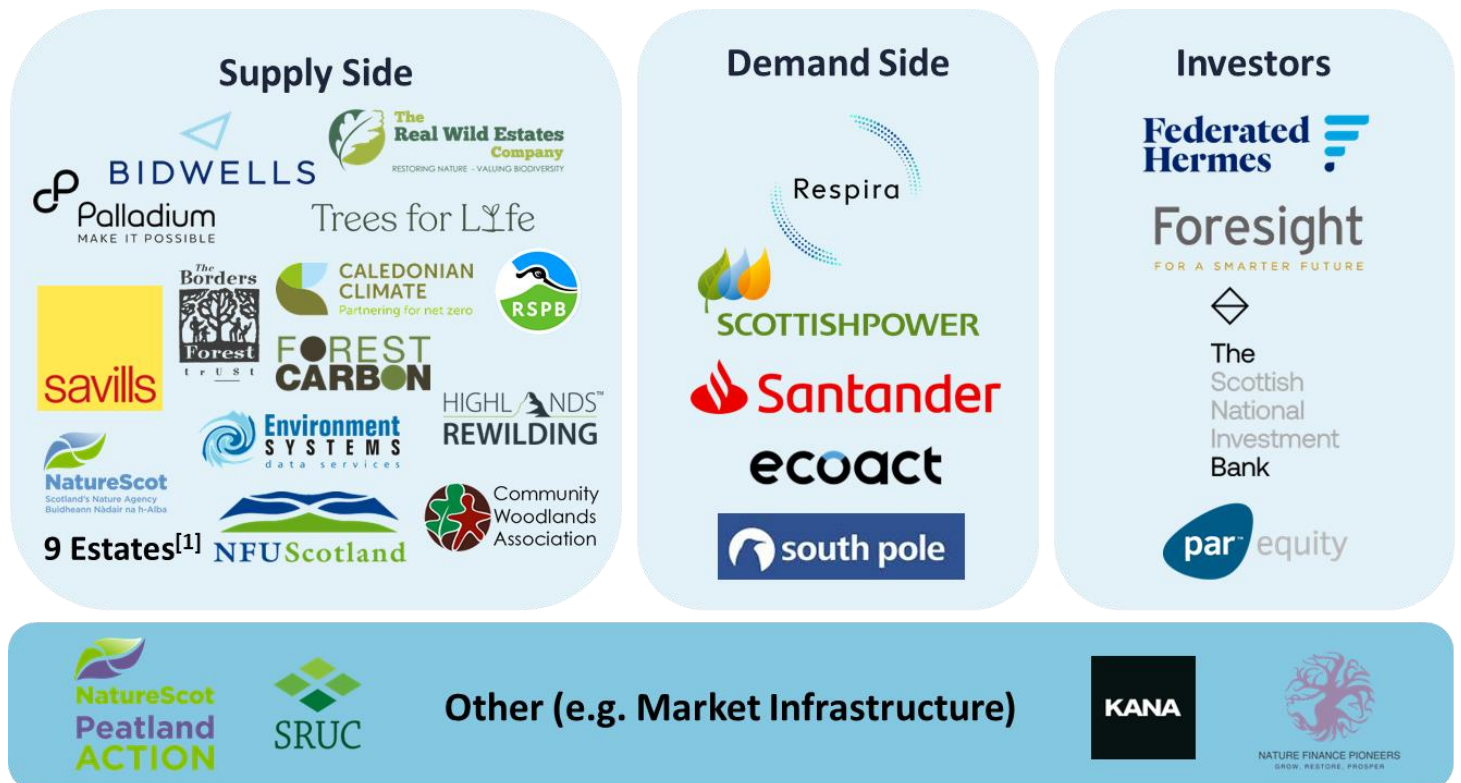 Supply Side
BIDWELLS
The
Real Wild Estates
Company
RESTORING NATURE - VALUING BIODIVERSITY
Palladium
MAKE IT POSSIBLE
Trees for Life
savills
The
Borders
Forest
trUSt
CALEDONIAN
CLIMATE
Partnering for net zero
RSPB
FOREST
CARBON
HIGHLANDS™
REWILDING
Environment
SYSTEMS
data services
NatureScot
Scotland's Nature Agency
Buidheann Nàdair na h-Alba
9 Estates[1]
NFUScotland
Community
Woodlands
Association
Demand Side
Respira
SCOTTISHPOWER
Santander
ecoact
south pole
Investors
Federated
Hermes
Foresight
FOR A SMARTER FUTURE
The
Scottish
National
Investment
Bank
par™ equity
NatureScot
Peatland
ACTION
SRUC
Other (e.g. Market Infrastructure)
KANA
NATURE FINANCE PIONEERS
GROW, RESTORE, PROSPER